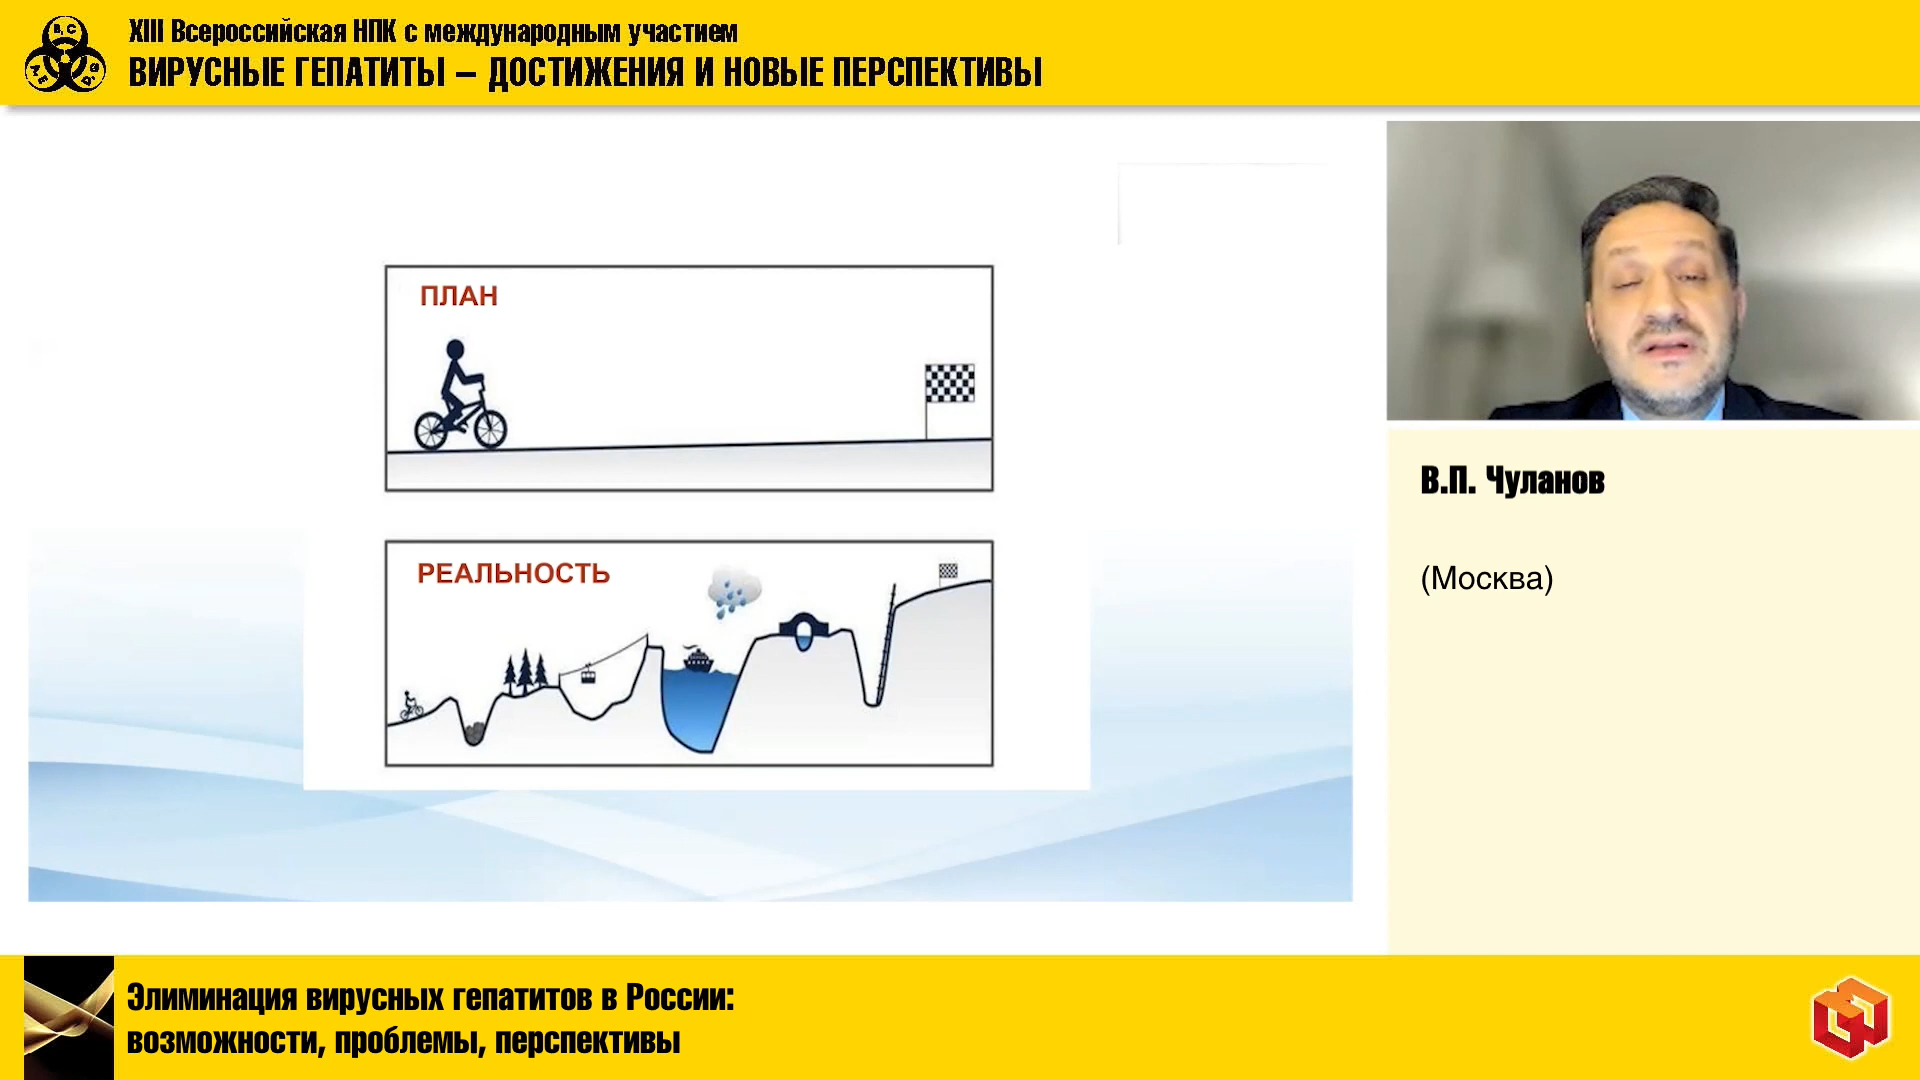 XIII Всероссийская НПК с международным участием
ВИРУСНЫЕ ГЕПАТИТЫ – ДОСТИЖЕНИЯ И НОВЫЕ ПЕРСПЕКТИВЫ
ПЛАН
РЕАЛЬНОСТЬ
В.П. Чуланов
(Москва)
Элиминация вирусных гепатитов в России:
возможности, проблемы, перспективы